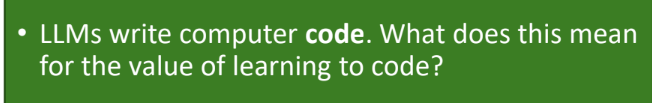 • LLMs write computer code. What does this mean
for the value of learning to code?